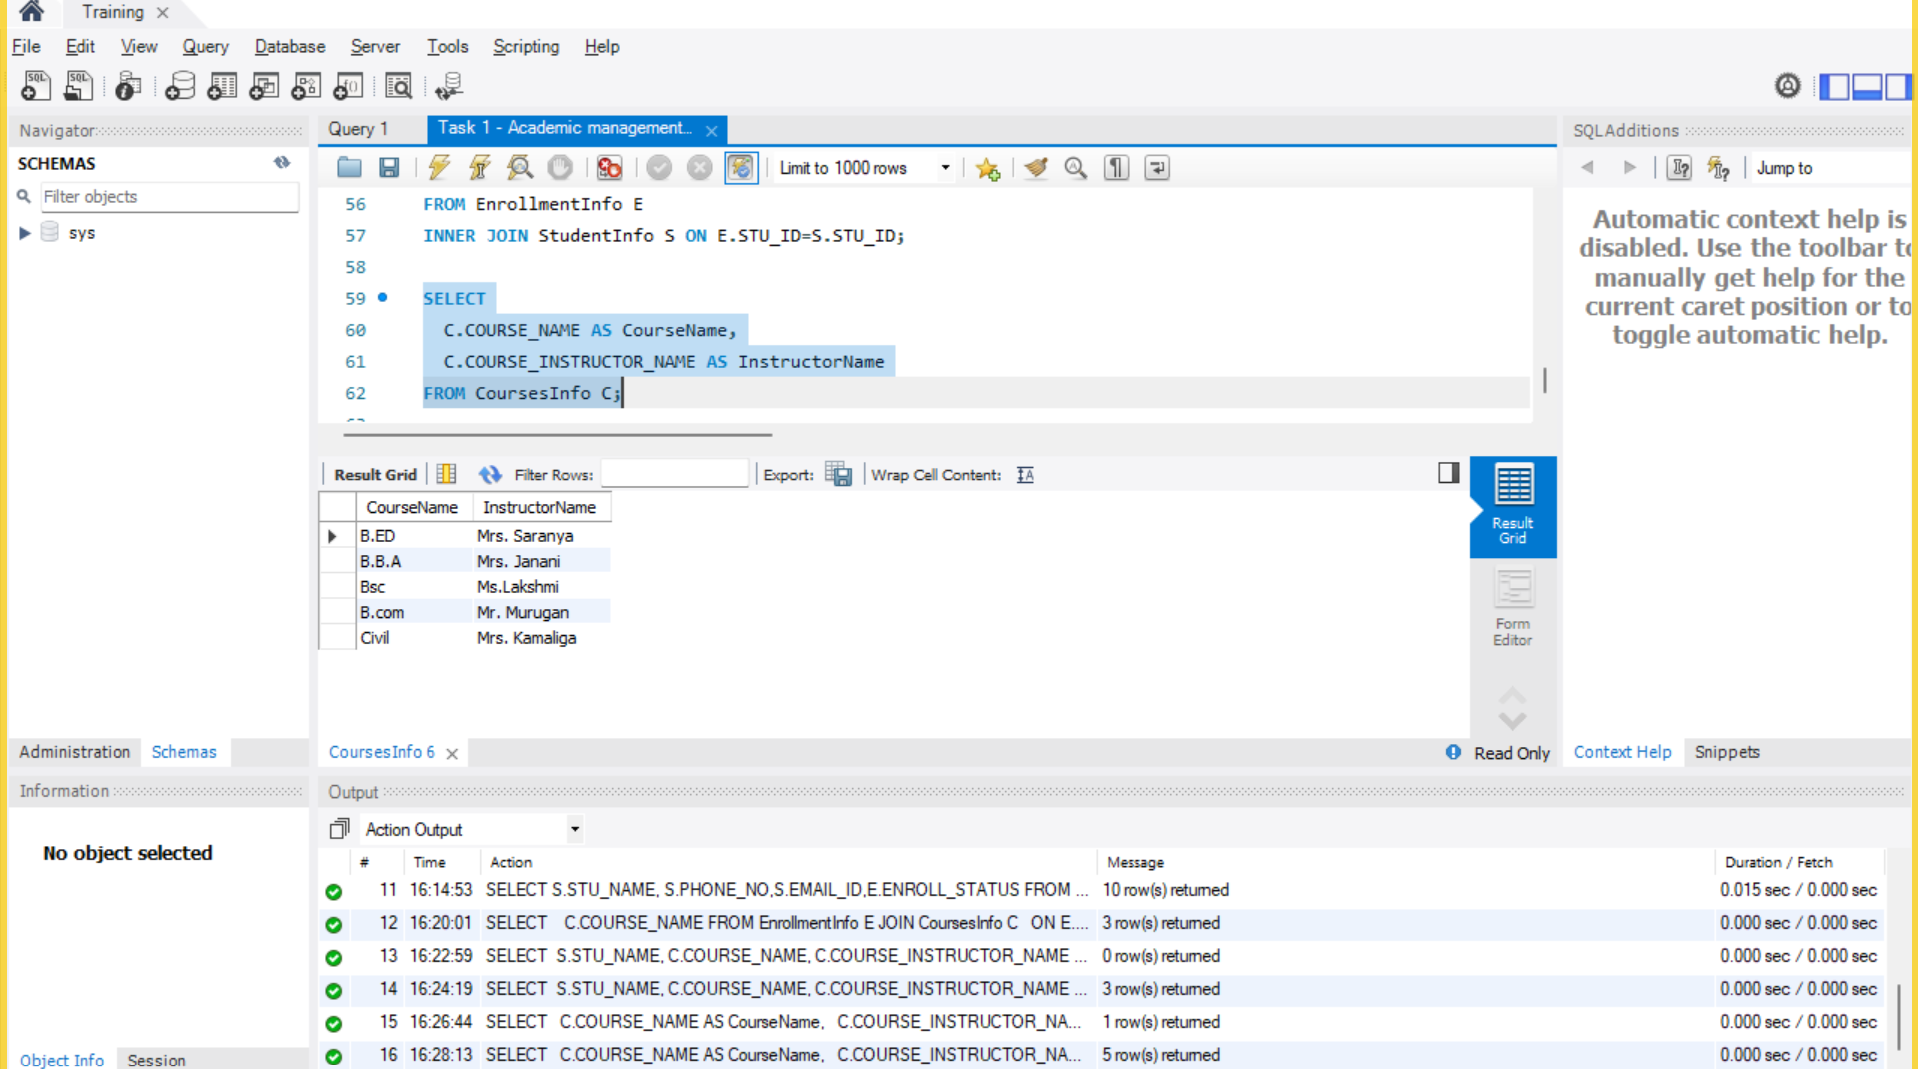 Training
File Edit View Query Database Server Tools Scripting Help
Navigator
SCHEMAS
Filter objects
sys
Administration Schemas
Information
No object selected
Object Info Session
Query 1
Task 1 - Academic management...
Limit to 1000 rows
56 FROM EnrollmentInfo E
57 INNER JOIN StudentInfo S ON E.STU_ID=S.STU_ID;
58
59 SELECT
60 C.COURSE_NAME AS CourseName,
61 C.COURSE_INSTRUCTOR_NAME AS InstructorName
62 FROM CoursesInfo C;
Result Grid Filter Rows: Export: Wrap Cell Content:
CourseName InstructorName
B.ED Mrs. Saranya
B.B.A Mrs. Janani
Bsc Ms.Lakshmi
B.com Mr. Murugan
Civil Mrs. Kamaliga
Result
Grid
Form
Editor
CoursesInfo 6
Read Only
SQLAdditions
Jump to
Automatic context help is
disabled. Use the toolbar to
manually get help for the
current caret position or to
toggle automatic help.
Context Help Snippets
Output
Action Output
# Time Action Message Duration / Fetch
11 16:14:53 SELECT S.STU_NAME, S.PHONE_NO,S.EMAIL_ID,E.ENROLL_STATUS FROM ... 10 row(s) returned 0.015 sec / 0.000 sec
12 16:20:01 SELECT C.COURSE_NAME FROM EnrollmentInfo E JOIN CoursesInfo C ON E.... 3 row(s) returned 0.000 sec / 0.000 sec
13 16:22:59 SELECT S.STU_NAME, C.COURSE_NAME, C.COURSE_INSTRUCTOR_NAME ... 0 row(s) returned 0.000 sec / 0.000 sec
14 16:24:19 SELECT S.STU_NAME, C.COURSE_NAME, C.COURSE_INSTRUCTOR_NAME ... 3 row(s) returned 0.000 sec / 0.000 sec
15 16:26:44 SELECT C.COURSE_NAME AS CourseName, C.COURSE_INSTRUCTOR_NA... 1 row(s) returned 0.000 sec / 0.000 sec
16 16:28:13 SELECT C.COURSE_NAME AS CourseName, C.COURSE_INSTRUCTOR_NA... 5 row(s) returned 0.000 sec / 0.000 sec